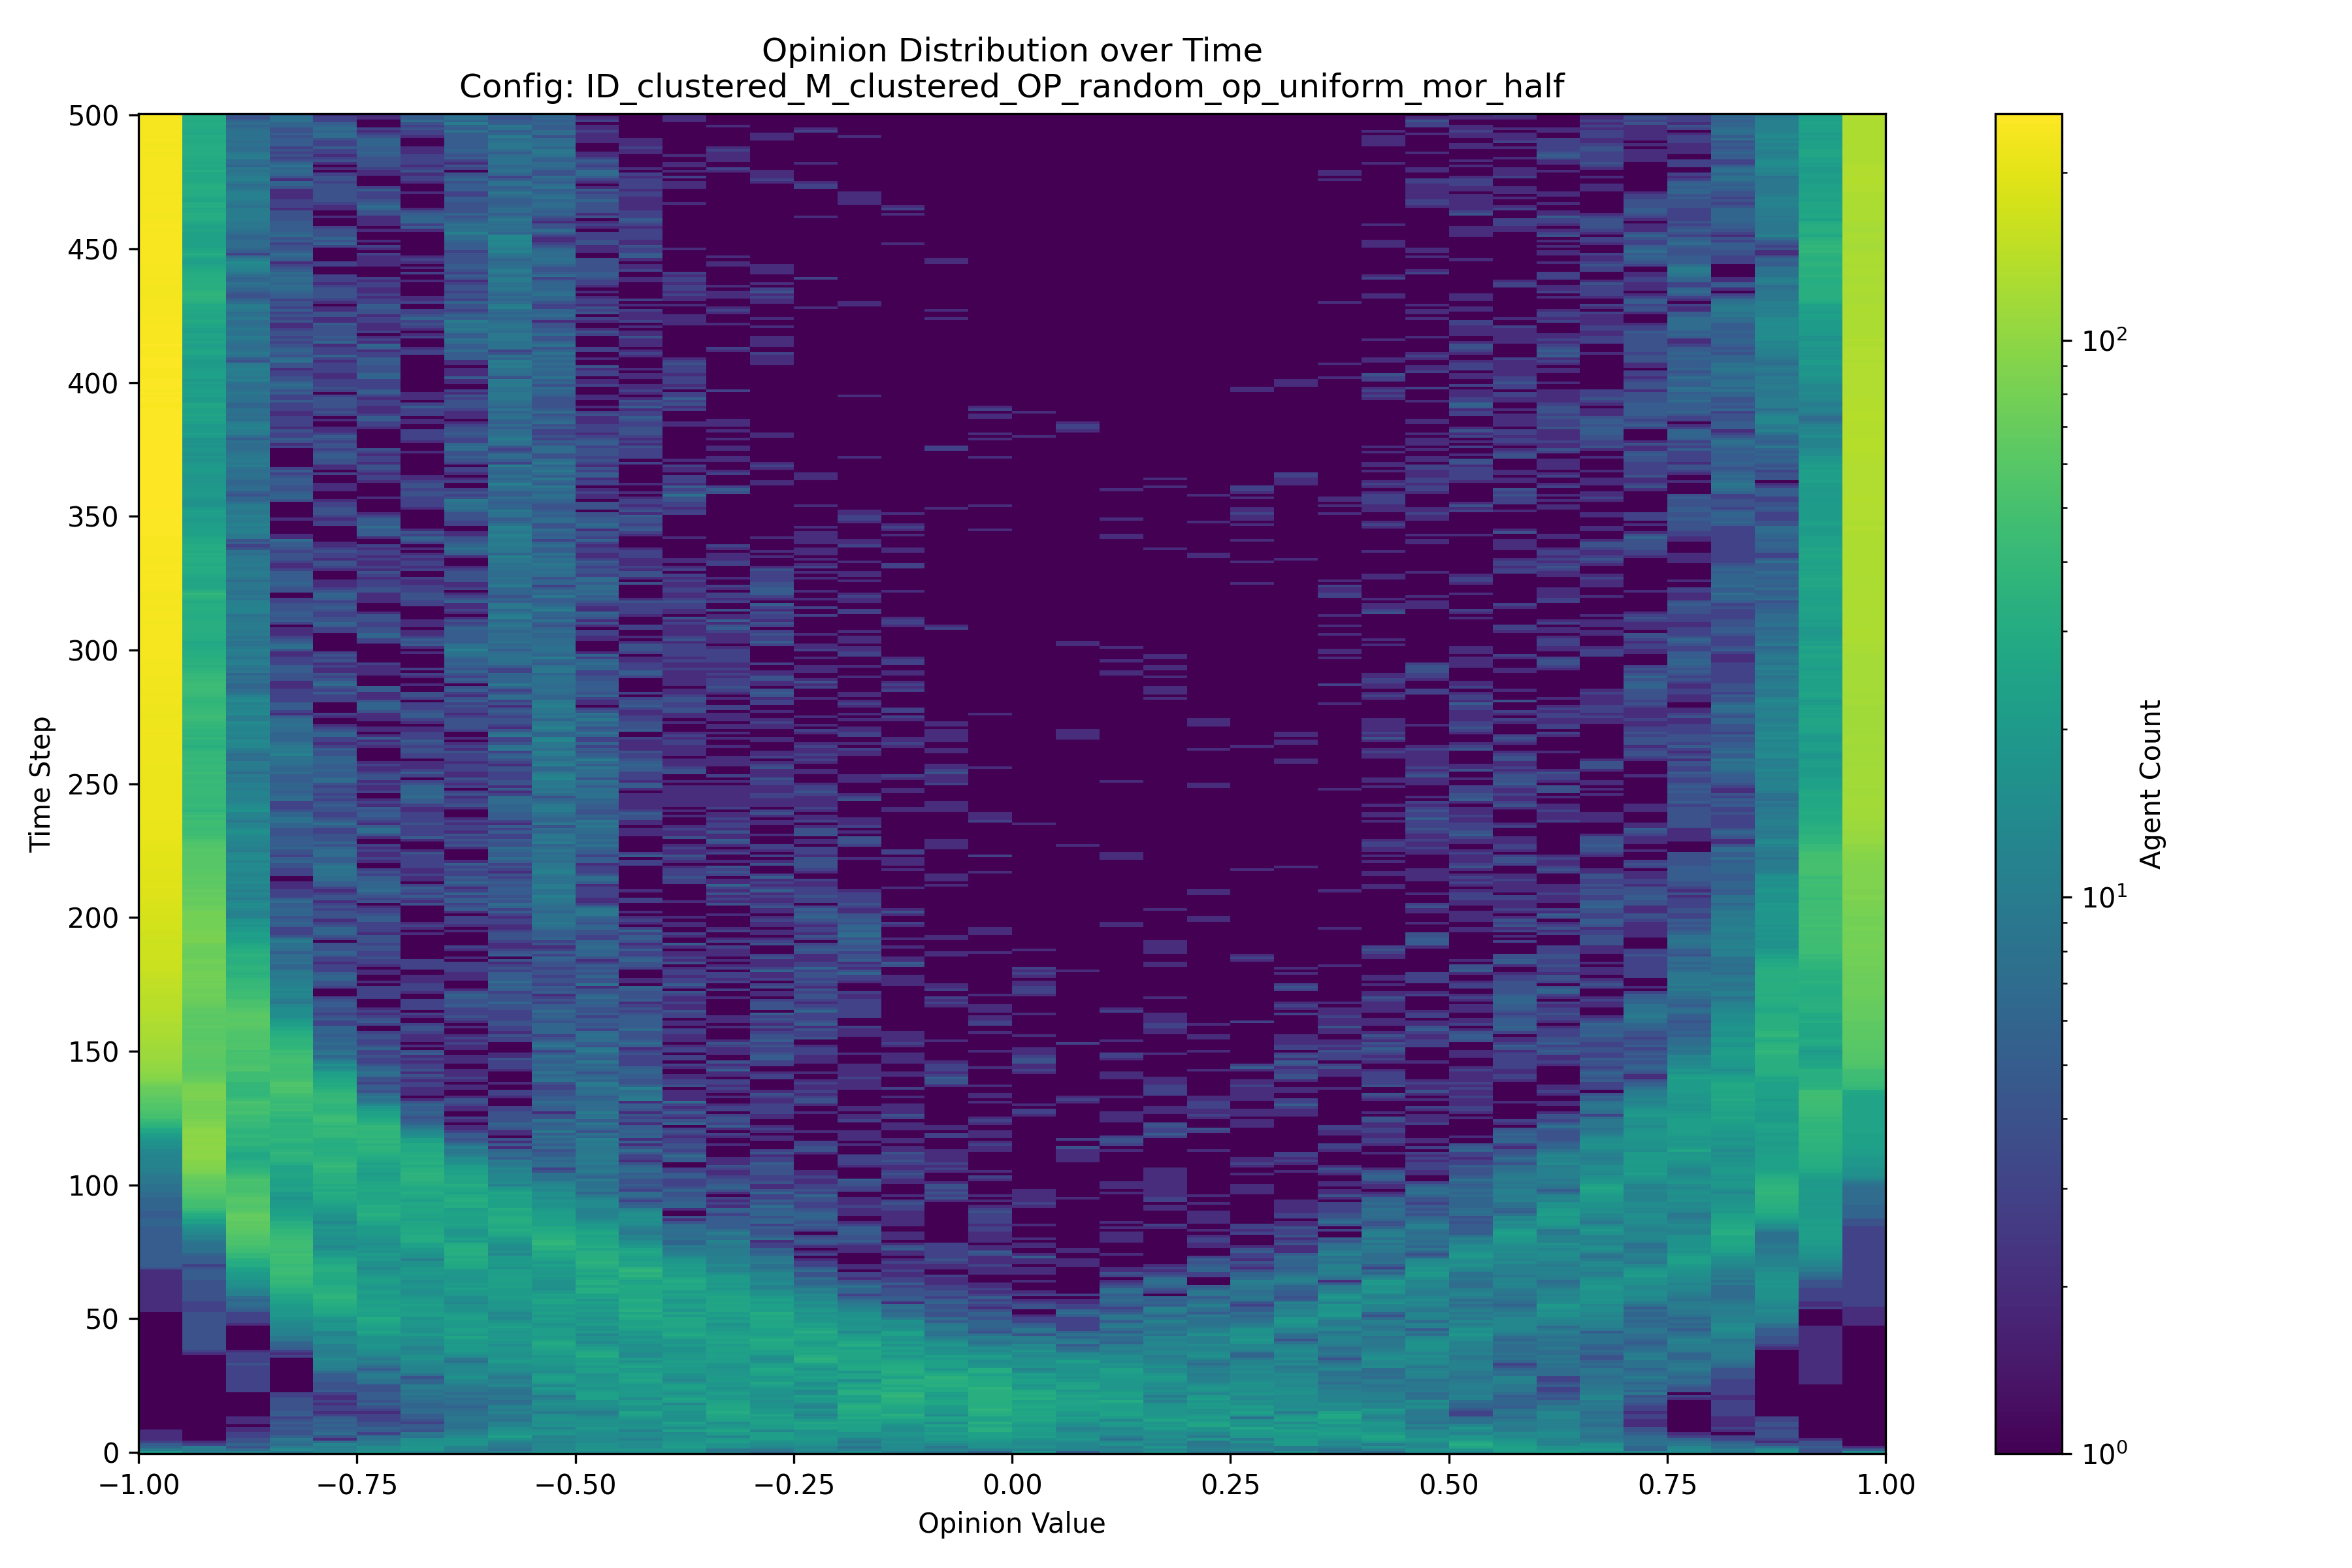 Opinion Distribution over Time
Config: ID_clustered_M_clustered_OP_random_op_uniform_mor_half
500
450
400
350
300
250
200
150
100
50
0
Time Step
−1.00 −0.75 −0.50 −0.25 0.00 0.25 0.50 0.75 1.00
Opinion Value
10²
10¹
10⁰
Agent Count